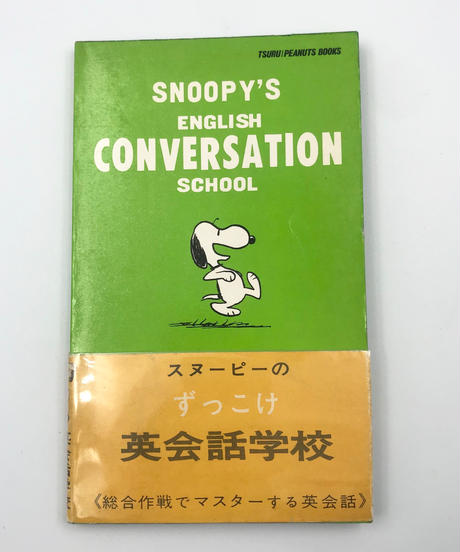 TSURU/PEANUTS BOOKS
SNOOPY'S
ENGLISH
CONVERSATION
SCHOOL
スヌーピーの
ずっこけ
英会話学校
《総合作戦でマスターする英会話》